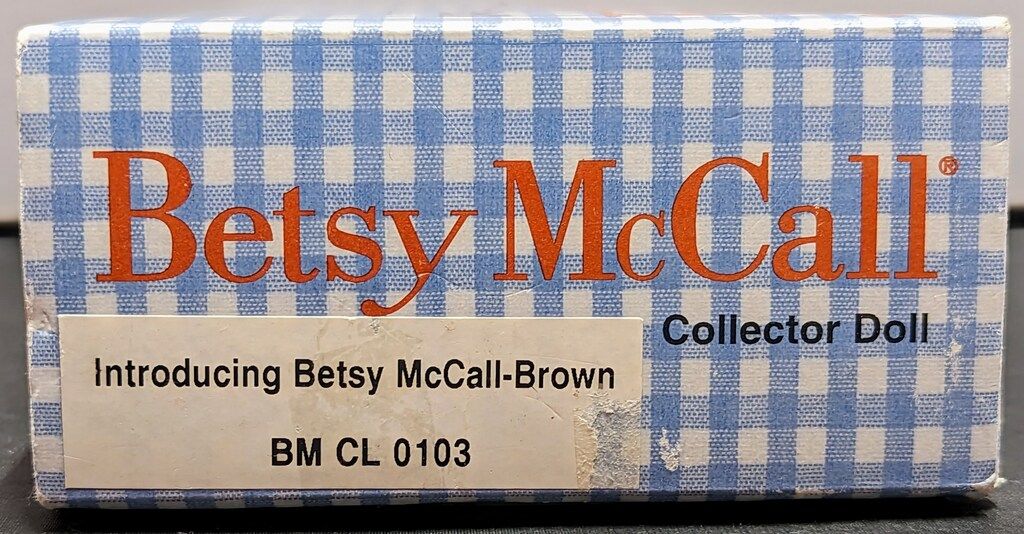 Betsy McCall®
Collector Doll
Introducing Betsy McCall-Brown
BM CL 0103